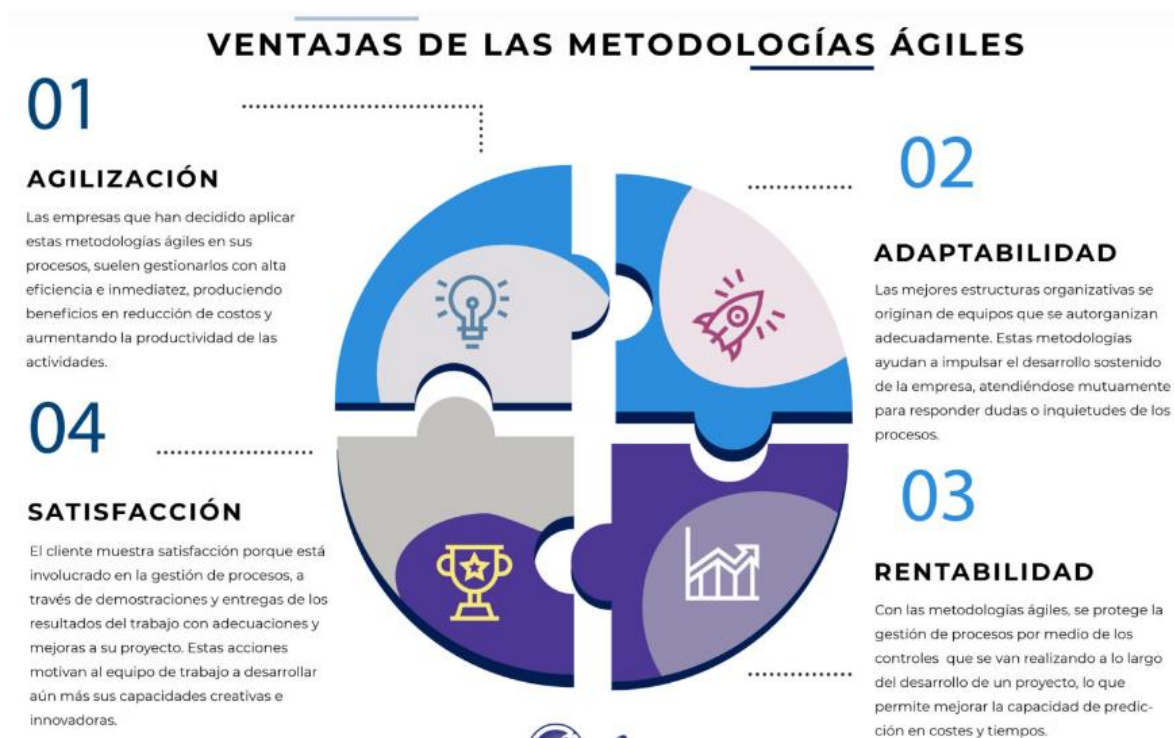 VENTAJAS DE LAS METODOLOGÍAS ÁGILES
01
AGILIZACIÓN
Las empresas que han decidido aplicar
estas metodologías ágiles en sus
procesos, suelen gestionarlos con alta
eficiencia e inmediatez, produciendo
beneficios en reducción de costos y
aumentando la productividad de las
actividades.
02
ADAPTABILIDAD
Las mejores estructuras organizativas se
originan de equipos que se autorganizan
adecuadamente. Estas metodologías
ayudan a impulsar el desarrollo sostenido
de la empresa, atendiéndose mutuamente
para responder dudas o inquietudes de los
procesos.
03
RENTABILIDAD
Con las metodologías ágiles, se protege la
gestión de procesos por medio de los
controles que se van realizando a lo largo
del desarrollo de un proyecto, lo que
permite mejorar la capacidad de predic-
ción en costes y tiempos.
04
SATISFACCIÓN
El cliente muestra satisfacción porque está
involucrado en la gestión de procesos, a
través de demostraciones y entregas de los
resultados del trabajo con adecuaciones y
mejoras a su proyecto. Estas acciones
motivan al equipo de trabajo a desarrollar
aún más sus capacidades creativas e
innovadoras.